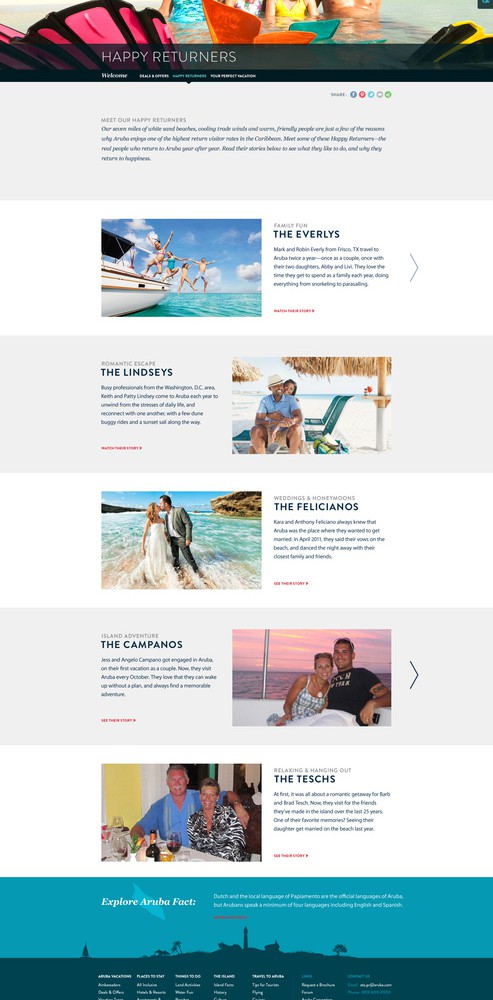 HAPPY RETURNERS
Welcome DEALS & OFFERS HAPPY RETURNERS YOUR PERFECT VACATION
SHARE:
MEET OUR HAPPY RETURNERS
Our seven miles of white sand beaches, cooling trade winds and warm, friendly people are just a few of the reasons
why Aruba enjoys one of the highest return visitor rates in the Caribbean. Meet some of these Happy Returners—the
real people who return to Aruba year after year. Read their stories below to see what they like to do, and why they
return to happiness.
FAMILY FUN
THE EVERLYS
Mark and Robin Everly from Frisco, TX travel to
Aruba twice a year—once as a couple, once with
their two daughters, Abby and Livi. They love the
time they get to spend as a family each year, doing
everything from snorkeling to parasailing.
WATCH THEIR STORY
ROMANTIC ESCAPE
THE LINDSEYS
Busy professionals from the Washington, D.C. area,
Keith and Patty Lindsey come to Aruba each year to
unwind from the stresses of daily life, and
reconnect with one another, with a few dune
buggy rides and a sunset sail along the way.
WATCH THEIR STORY
WEDDINGS & HONEYMOONS
THE FELICIANOS
Kara and Anthony Feliciano always knew that
Aruba was the place where they wanted to get
married. In April 2011, they said their vows on the
beach, and danced the night away with their
closest family and friends.
SEE THEIR STORY
ISLAND ADVENTURE
THE CAMPANOS
Jess and Angelo Campano got engaged in Aruba,
on their first vacation as a couple. Now, they visit
Aruba every October. They love that they can wake
up without a plan, and always find a memorable
adventure.
SEE THEIR STORY
RELAXING & HANGING OUT
THE TESCHS
At first, it was all about a romantic getaway for Barb
and Brad Tesch. Now, they visit for the friends
they've made in the island over the last 25 years.
One of their favorite memories? Seeing their
daughter get married on the beach last year.
SEE THEIR STORY
Explore Aruba Fact:
Dutch and the local language of Papiamento are the official languages of Aruba,
but Arubans speak a minimum of four languages including English and Spanish.
ARUBA VACATIONS PLACES TO STAY THINGS TO DO THE ISLAND TRAVEL TO ARUBA LINKS CONTACT US
Ambassadors All Inclusive Land Activities Island Facts Tips for Tourists Request a Brochure
Deals & Offers Hotels & Resorts Water Fun History Flying Forum